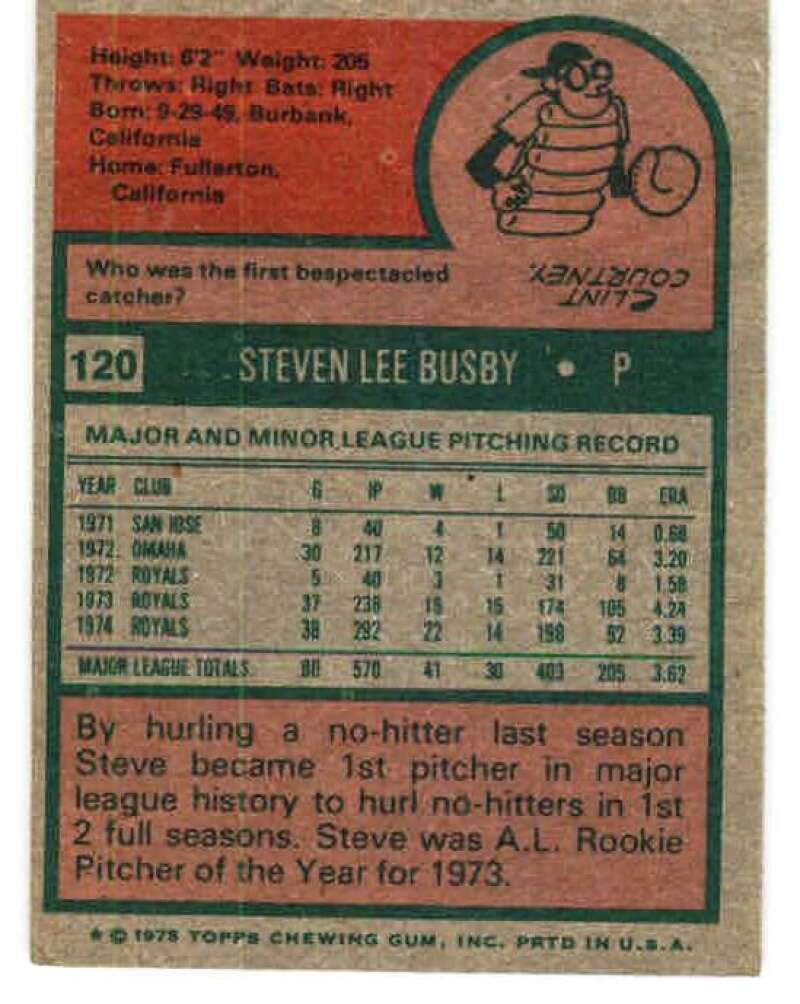 Height: 6'2" Weight: 205
Throws: Right Bats: Right
Born: 9-29-49, Burbank,
California
Home: Fullerton,
California
Who was the first bespectacled
catcher?
CLINT
COURTNEY.
120 STEVEN LEE BUSBY • P
MAJOR AND MINOR LEAGUE PITCHING RECORD
YEAR CLUB G IP W L SO BB ERA
1971 SAN JOSE 8 40 4 1 50 14 0.68
1972 OMAHA 30 217 12 14 221 64 3.20
1972 ROYALS 5 40 3 1 31 8 1.58
1973 ROYALS 37 238 16 15 174 105 4.24
1974 ROYALS 38 292 22 14 198 92 3.39
MAJOR LEAGUE TOTALS 80 570 41 30 403 205 3.62
By hurling a no-hitter last season
Steve became 1st pitcher in major
league history to hurl no-hitters in 1st
2 full seasons. Steve was A.L. Rookie
Pitcher of the Year for 1973.
* © 1975 TOPPS CHEWING GUM, INC. PRTD IN U.S.A.